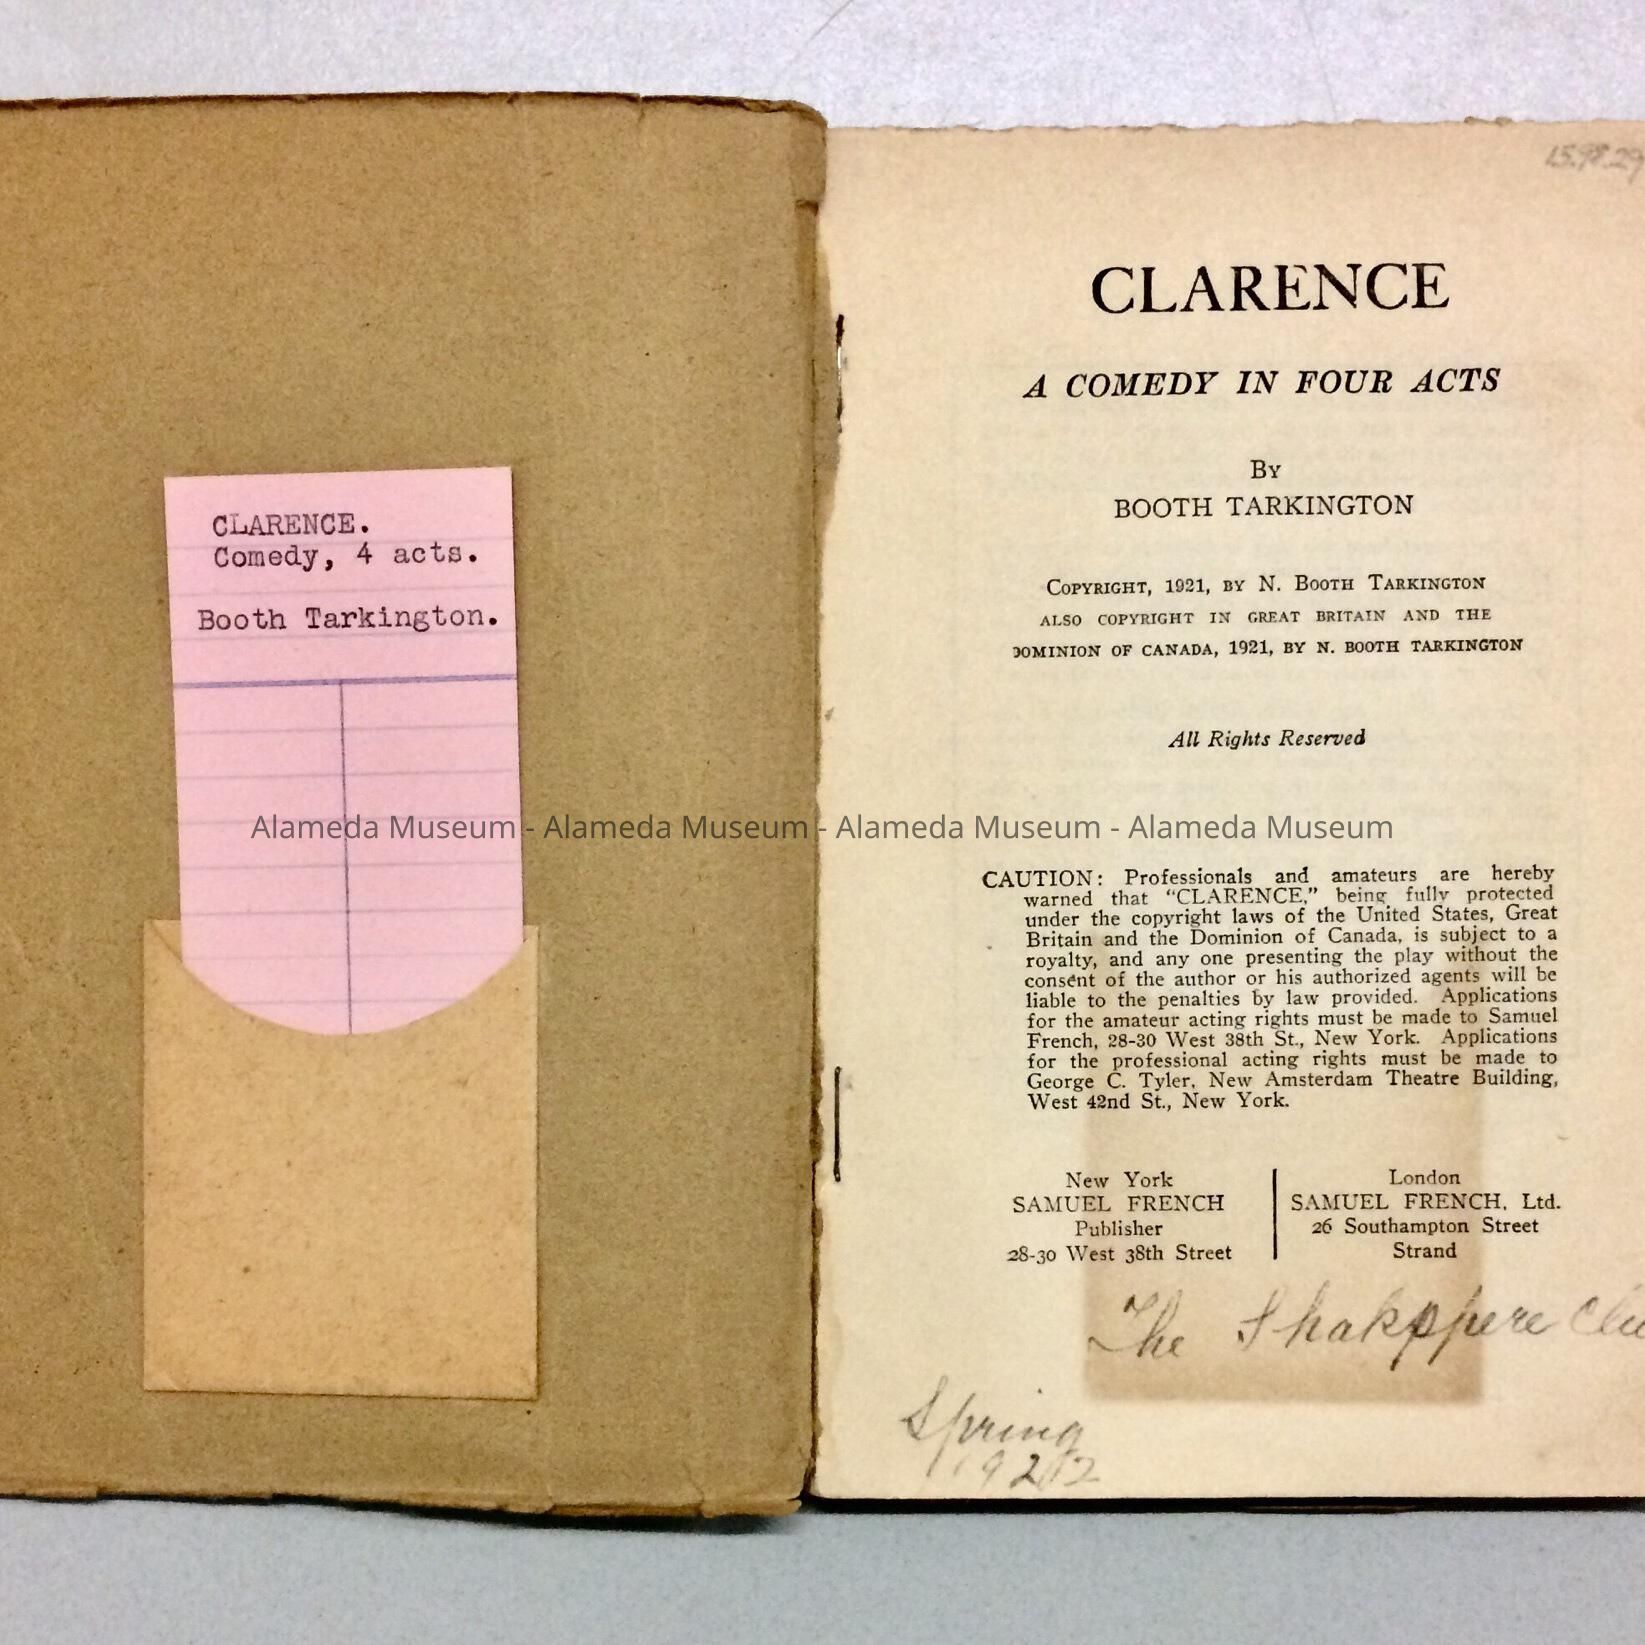 CLARENCE.
Comedy, 4 acts.
Booth Tarkington.
CLARENCE
A COMEDY IN FOUR ACTS
By
BOOTH TARKINGTON
COPYRIGHT, 1921, BY N. BOOTH TARKINGTON
ALSO COPYRIGHT IN GREAT BRITAIN AND THE
DOMINION OF CANADA, 1921, BY N. BOOTH TARKINGTON
All Rights Reserved
Alameda Museum - Alameda Museum - Alameda Museum - Alameda Museum
CAUTION: Professionals and amateurs are hereby
warned that "CLARENCE," being fully protected
under the copyright laws of the United States, Great
Britain and the Dominion of Canada, is subject to a
royalty, and any one presenting the play without the
consent of the author or his authorized agents will be
liable to the penalties by law provided. Applications
for the amateur acting rights must be made to Samuel
French, 28-30 West 38th St., New York. Applications
for the professional acting rights must be made to
George C. Tyler, New Amsterdam Theatre Building,
West 42nd St., New York.
New York
SAMUEL FRENCH
Publisher
28-30 West 38th Street
London
SAMUEL FRENCH, Ltd.
26 Southampton Street
Strand
The Shakspere
Spring